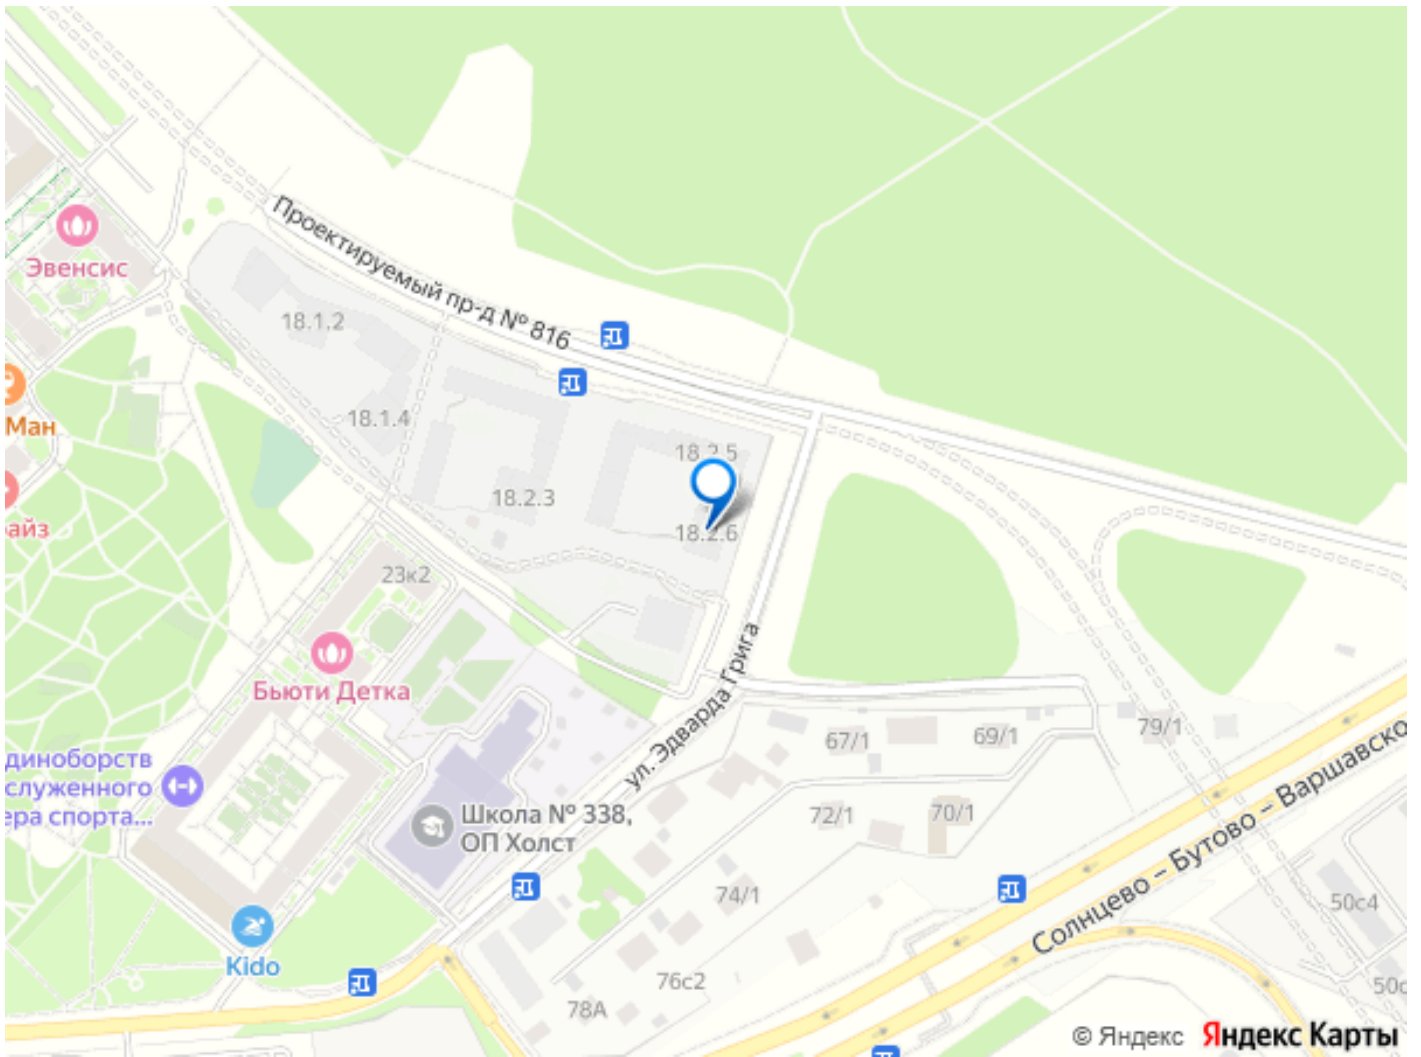 Проектируемый пр-д № 816
Эвенсис
18.1.2
18.1.4
Ман
18.2.5
18.2.3
18.2.6
айз
23к2
Бьюти Детка
ул. Эдварда Грига
67/1
69/1
79/1
диноборств
служенного
ера спорта...
Школа № 338,
ОП Холст
72/1
70/1
74/1
Солнцево – Бутово – Варшавско
50с4
Kido
76с2
78А
50с
© Яндекс Яндекс Карты